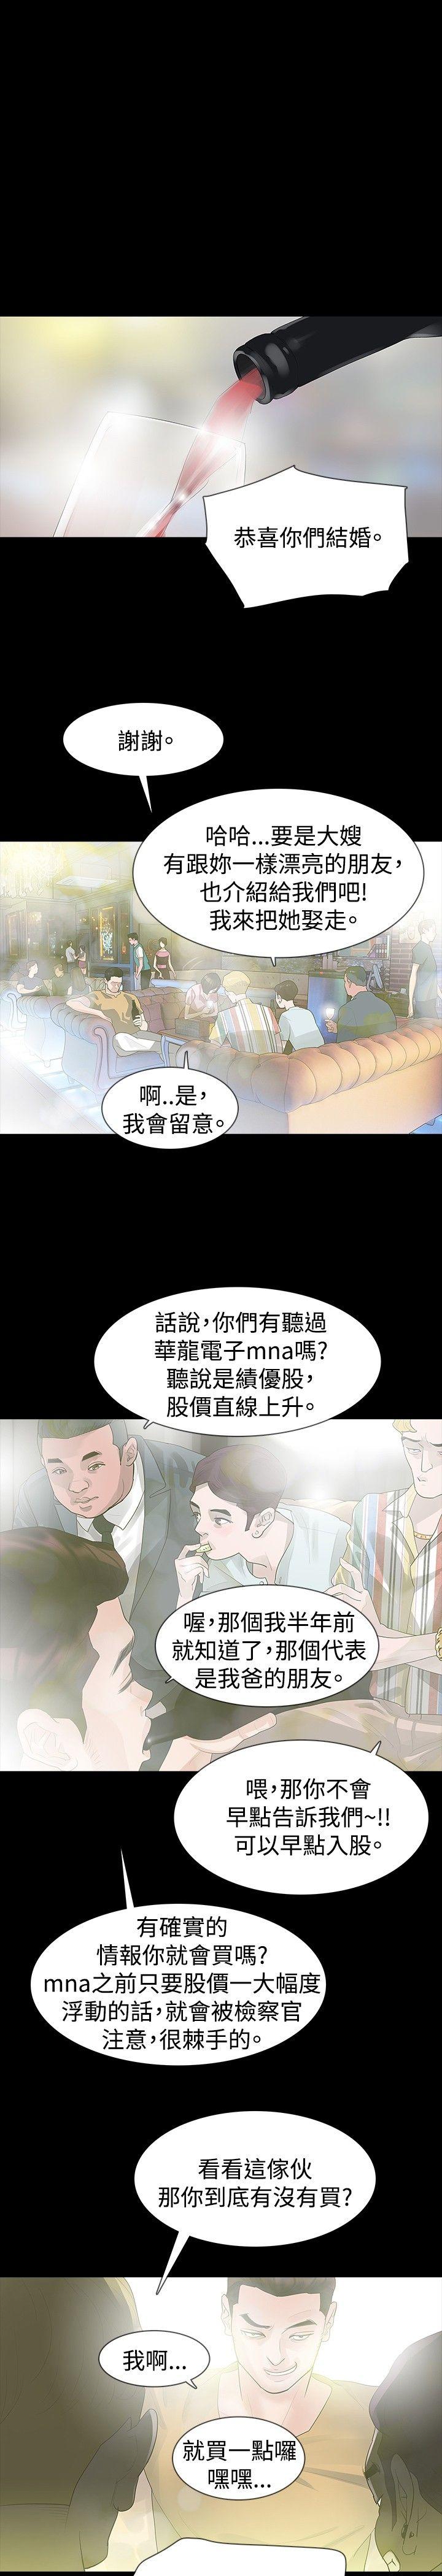 恭喜你們結婚。
謝謝。
哈哈...要是大嫂
有跟妳一樣漂亮的朋友,
也介紹給我們吧!
我來把她娶走。
啊..是,
我會留意。
話說,你們有聽過
華龍電子mna嗎?
聽說是績優股,
股價直線上升。
喔,那個我半年前
就知道了,那個代表
是我爸的朋友。
喂,那你不會
早點告訴我們~!!
可以早點入股。
有確實的
情報你就會買嗎?
mna之前只要股價一大幅度
浮動的話,就會被檢察官
注意,很棘手的。
看看這傢伙
那你到底有沒有買?
我啊...
就買一點囉
嘿嘿...